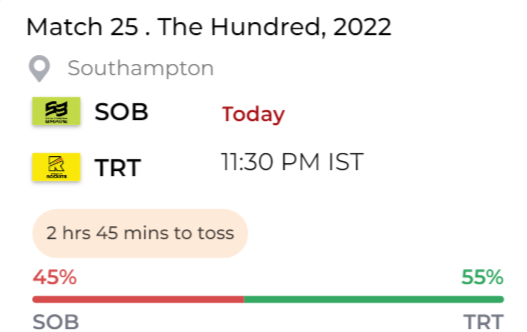 Match 25 . The Hundred, 2022
Southampton
SOB
Today
TRT
11:30 PM IST
2 hrs 45 mins to toss
45%
55%
SOB
TRT